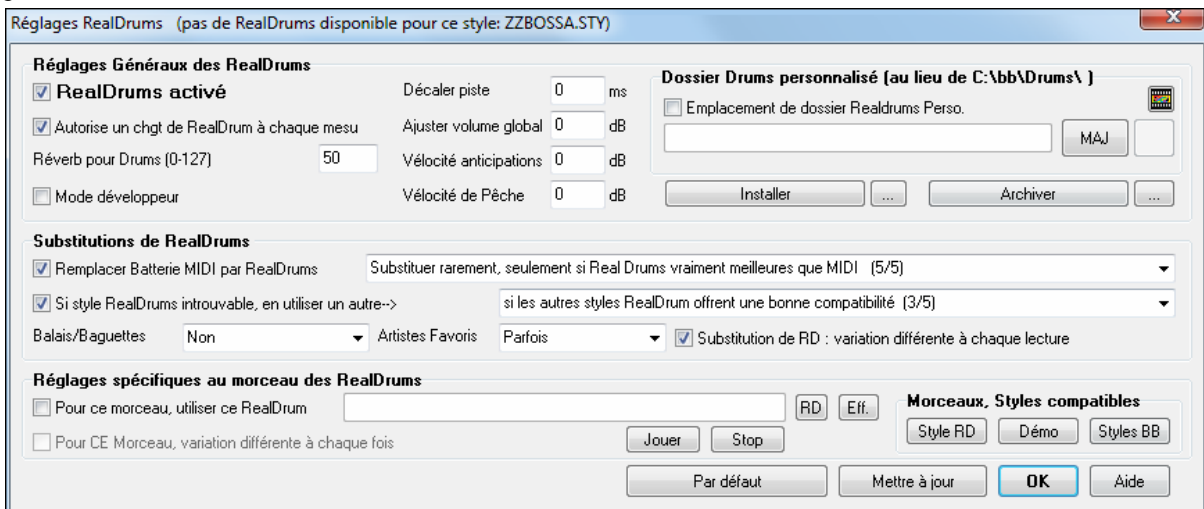 Réglages RealDrums (pas de RealDrums disponible pour ce style: ZZBOSSA.STY)
Réglages Généraux des RealDrums
RealDrums activé
Autorise un chgt de RealDrum à chaque mesu
Réverb pour Drums (0-127) 50
Mode développeur
Décaler piste 0 ms
Ajuster volume global 0 dB
Vélocité anticipations 0 dB
Vélocité de Pêche 0 dB
Dossier Drums personnalisé (au lieu de C:\bb\Drums\ )
Emplacement de dossier Realdrums Perso.
MAJ
Installer ... Archiver ...
Substitutions de RealDrums
Remplacer Batterie MIDI par RealDrums Substituer rarement, seulement si Real Drums vraiment meilleures que MIDI (5/5)
Si style RealDrums introuvable, en utiliser un autre--> si les autres styles RealDrum offrent une bonne compatibilité (3/5)
Balais/Baguettes Non Artistes Favoris Parfois Substitution de RD : variation différente à chaque lecture
Réglages spécifiques au morceau des RealDrums
Pour ce morceau, utiliser ce RealDrum RD Eff.
Pour CE Morceau, variation différente à chaque fois Jouer Stop
Morceaux, Styles compatibles
Style RD Démo Styles BB
Par défaut Mettre à jour OK Aide